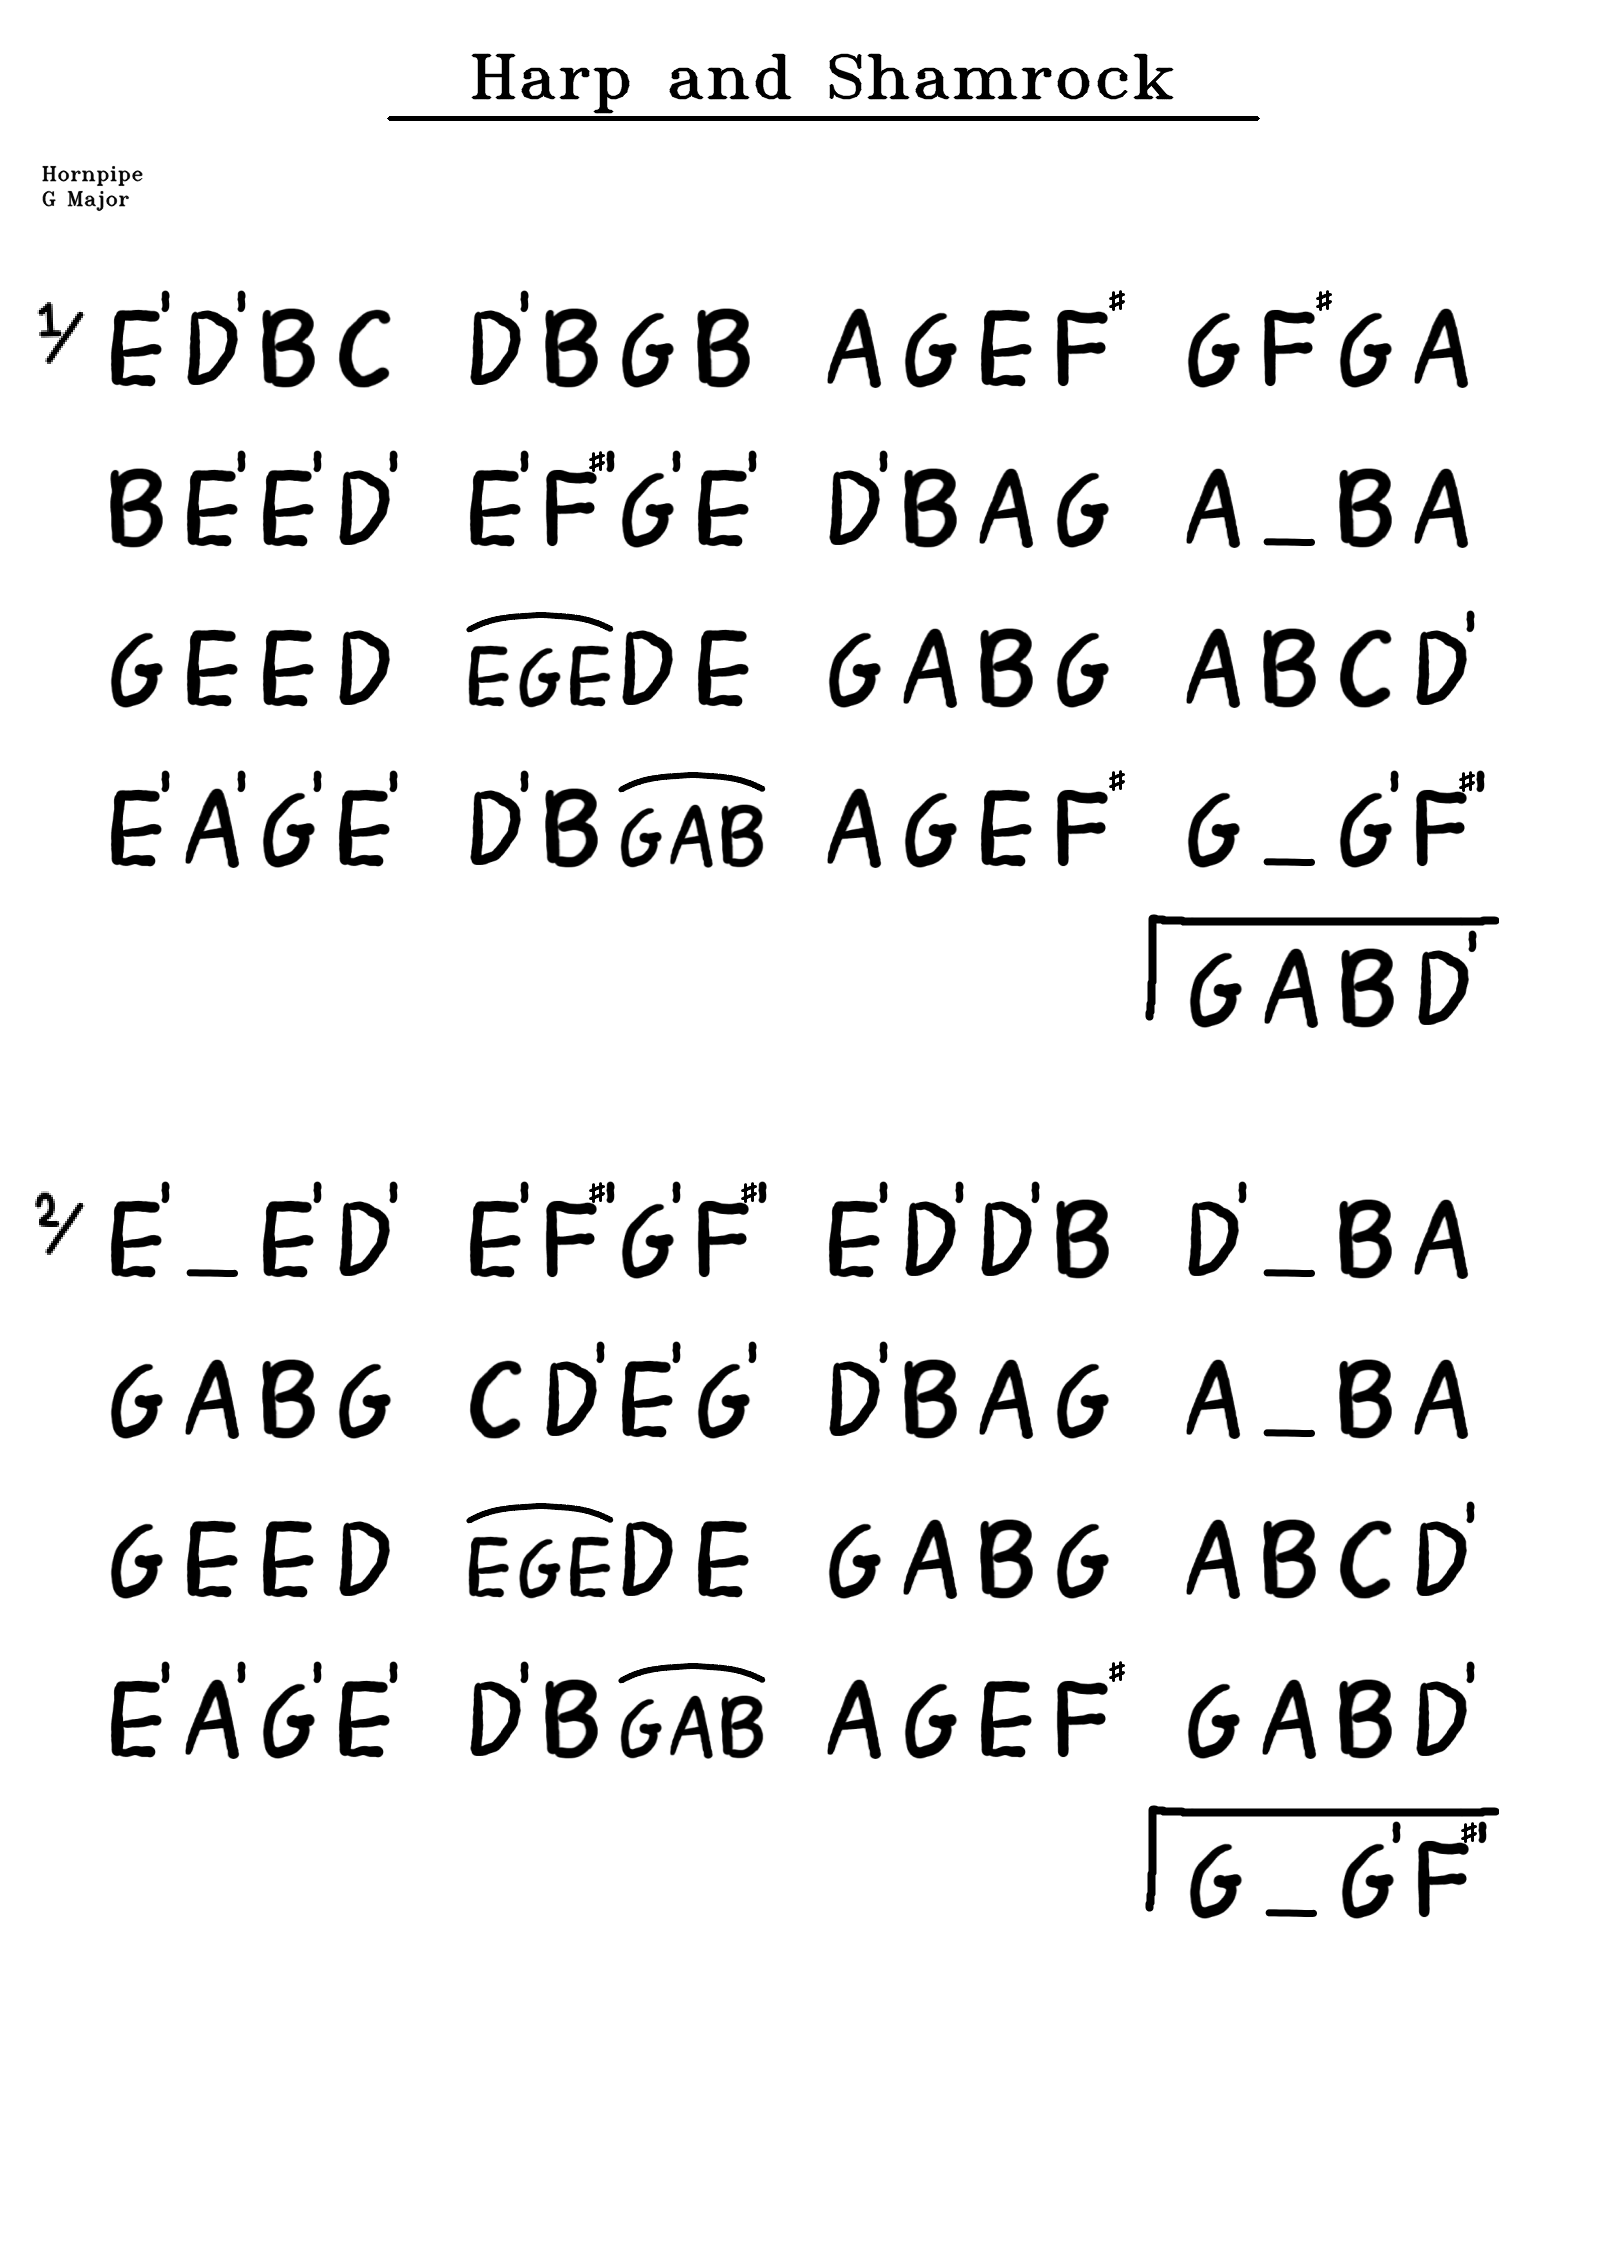 Harp and Shamrock
Hornpipe
G Major
1/ E'D'BC D'BGB AGEF# GF#GA
BE'E'D' E'F#'G'E' D'BAG A_BA
GEED EGEDE GABG ABCD'
E'A'G'E' D'BGAB AGEF# G_G'F#'
GABD'
2/ E'_E'D' E'F#'G'F#' E'D'D'B D'_BA
GABG CD'E'G' D'BAG A_BA
GEED EGEDE GABG ABCD'
E'A'G'E' D'BGAB AGEF# GABD'
G_G'F#'